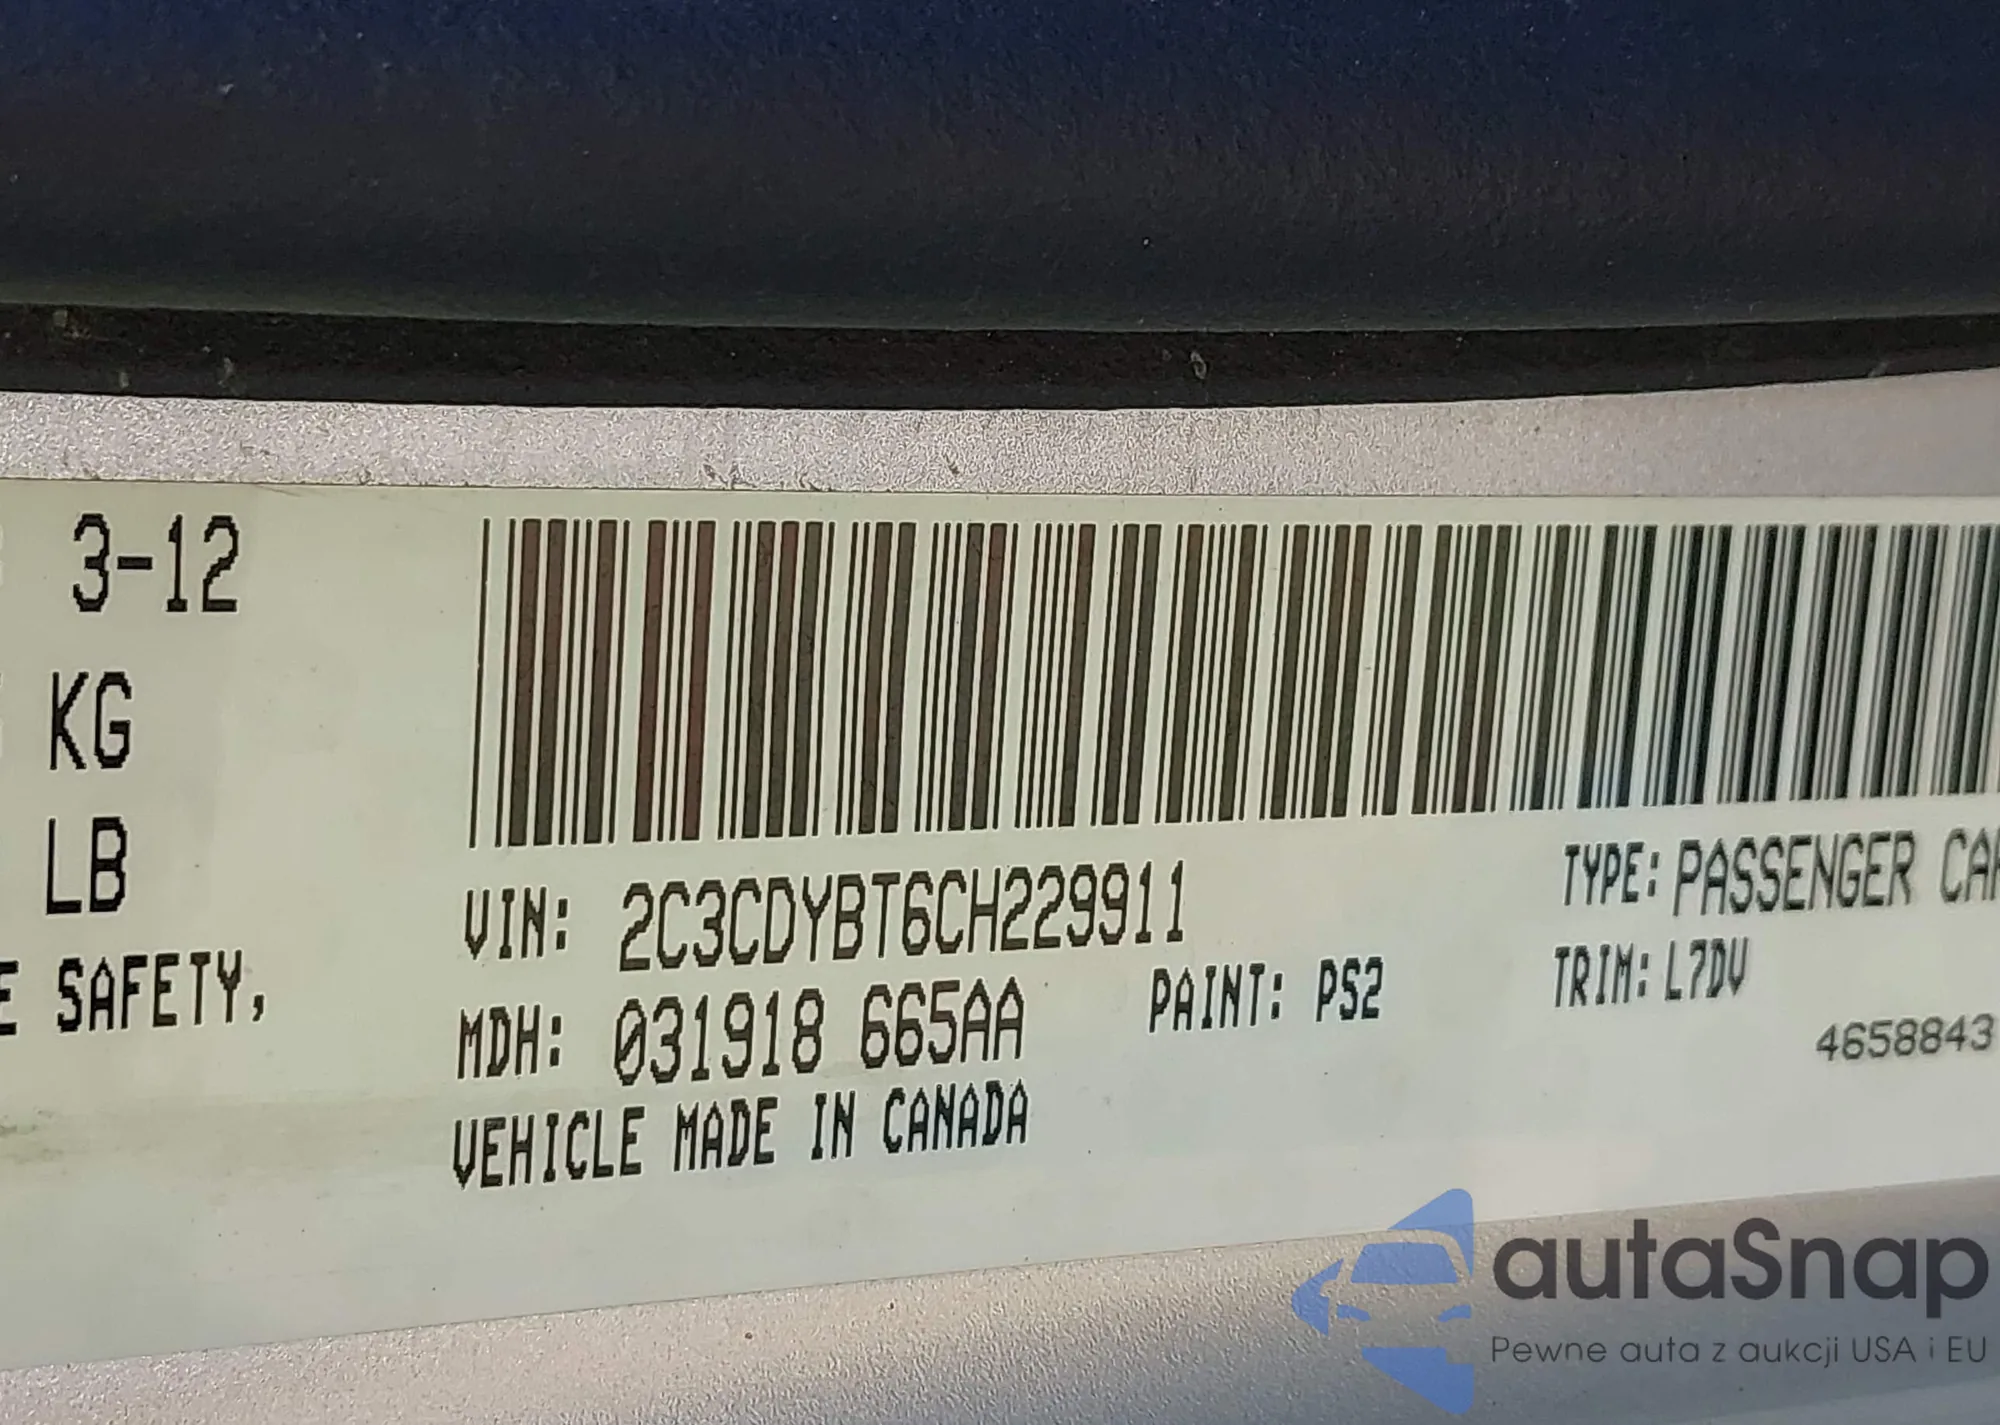 3-12
KG
LB
E SAFETY,
VIN: 2C3CDYBT6CH229911
TYPE: PASSENGER CAR
MDH: 031918 665AA
PAINT: PS2
TRIM: L7DV
4658843
VEHICLE MADE IN CANADA
autaSnap
Pewne auta z aukcji USA i EU